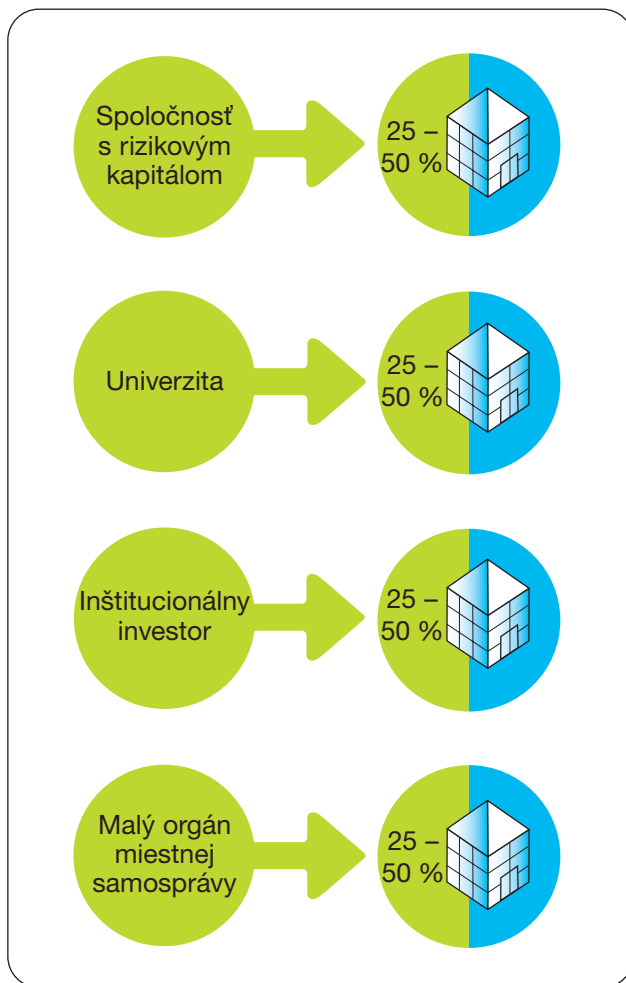 Spoločnosť
s rizikovým
kapitálom
25 –
50 %
Univerzita
25 –
50 %
Inštitucionálny
investor
25 –
50 %
Malý orgán
miestnej
samosprávy
25 –
50 %